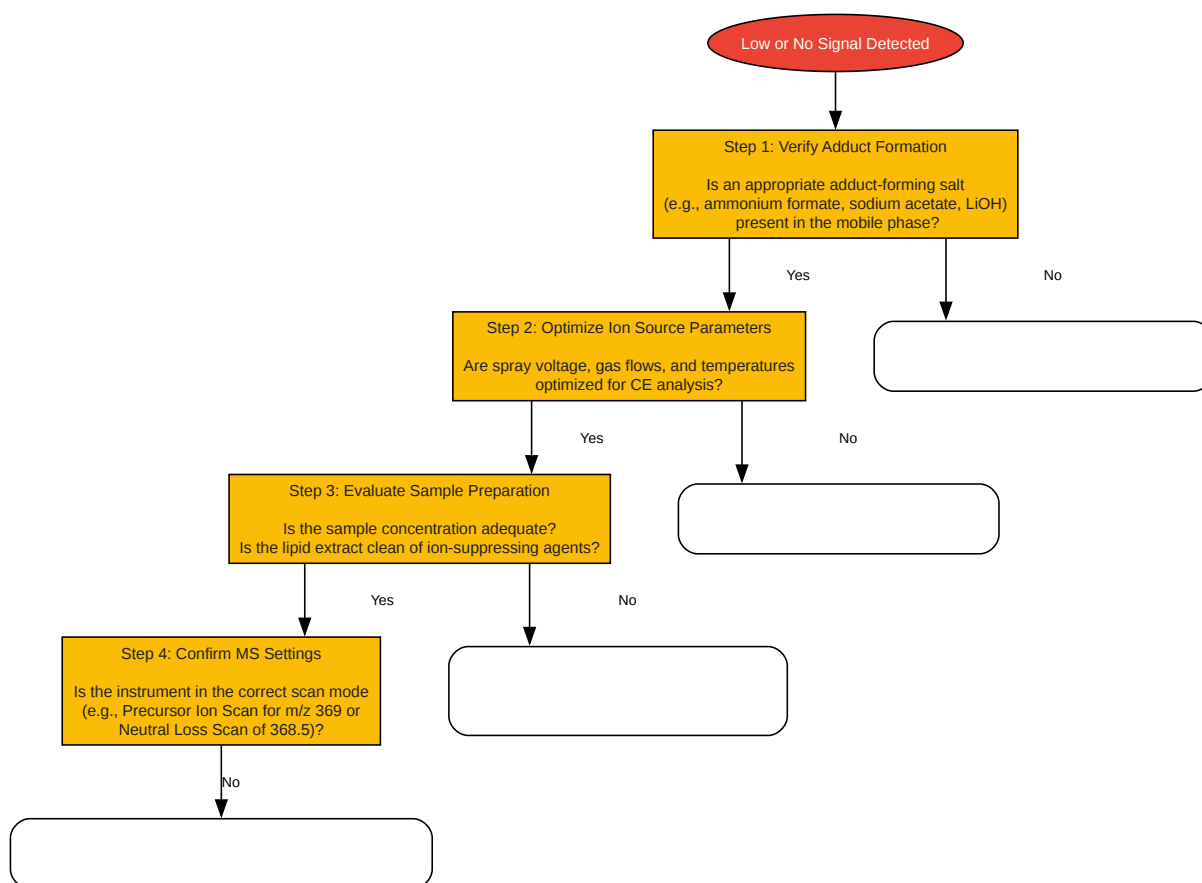 Low or No Signal Detected
Step 1: Verify Adduct Formation
Is an appropriate adduct-forming salt
(e.g., ammonium formate, sodium acetate, LiOH)
present in the mobile phase?
Yes
No
Step 2: Optimize Ion Source Parameters
Are spray voltage, gas flows, and temperatures
optimized for CE analysis?
Yes
No
Step 3: Evaluate Sample Preparation
Is the sample concentration adequate?
Is the lipid extract clean of ion-suppressing agents?
Yes
No
Step 4: Confirm MS Settings
Is the instrument in the correct scan mode
(e.g., Precursor Ion Scan for m/z 369 or
Neutral Loss Scan of 368.5)?
No